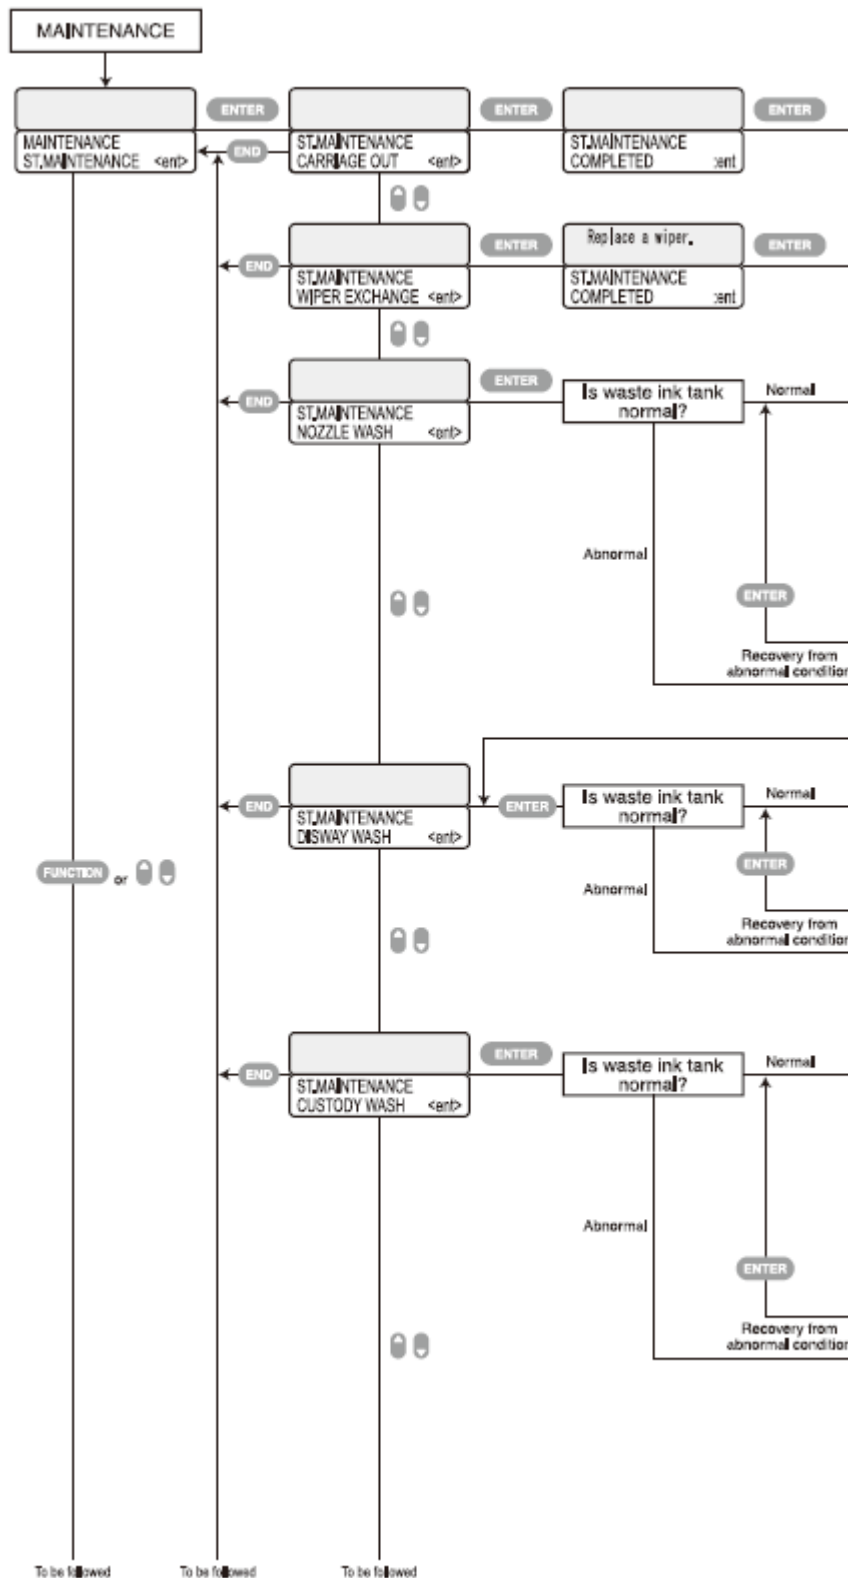 MAINTENANCE
ENTER
ENTER
ENTER
MAINTENANCE
ST.MAINTENANCE <ent>
END
ST.MAINTENANCE
CARRIAGE OUT <ent>
ST.MAINTENANCE
COMPLETED :ent
ENTER
Replace a wiper.
ENTER
END
ST.MAINTENANCE
WIPER EXCHANGE <ent>
ST.MAINTENANCE
COMPLETED :ent
ENTER
END
Is waste ink tank
normal?
Normal
ST.MAINTENANCE
NOZZLE WASH <ent>
Abnormal
ENTER
Recovery from
abnormal condition
END
ENTER
Is waste ink tank
normal?
Normal
ST.MAINTENANCE
DISWAY WASH <ent>
FUNCTION or
ENTER
Abnormal
Recovery from
abnormal condition
ENTER
END
Is waste ink tank
normal?
Normal
ST.MAINTENANCE
CUSTODY WASH <ent>
Abnormal
ENTER
Recovery from
abnormal condition
To be followed
To be followed
To be followed